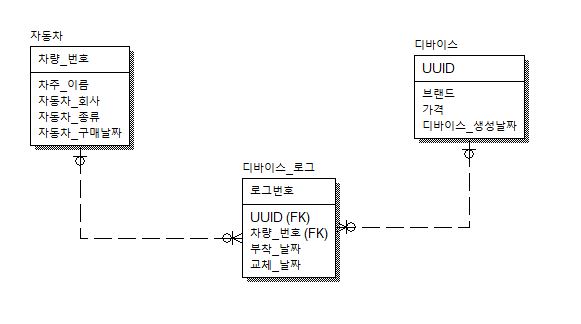 자동차
차량_번호
차주_이름
자동차_회사
자동차_종류
자동차_구매날짜
디바이스
UUID
브랜드
가격
디바이스_생성날짜
디바이스_로그
로그번호
UUID (FK)
차량_번호 (FK)
부착_날짜
교체_날짜